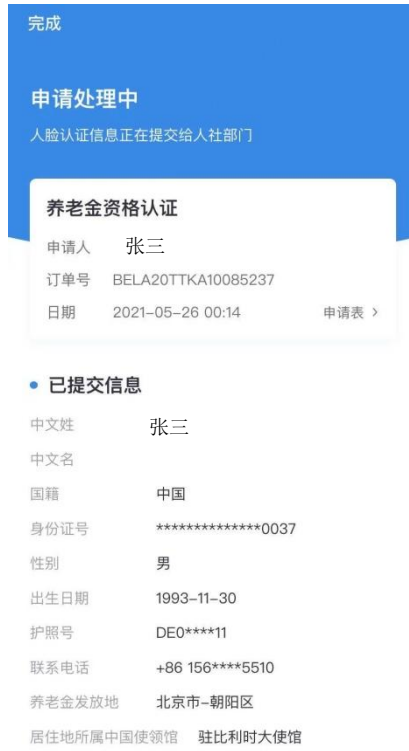 完成
申请处理中
人脸认证信息正在提交给人社部门
养老金资格认证
申请人 张三
订单号 BELA20TTKA10085237
日期 2021-05-26 00:14 申请表 >
已提交信息
中文姓 张三
中文名
国籍 中国
身份证号 **************0037
性别 男
出生日期 1993-11-30
护照号 DE0****11
联系电话 +86 156****5510
养老金发放地 北京市-朝阳区
居住地所属中国使领馆 驻比利时大使馆